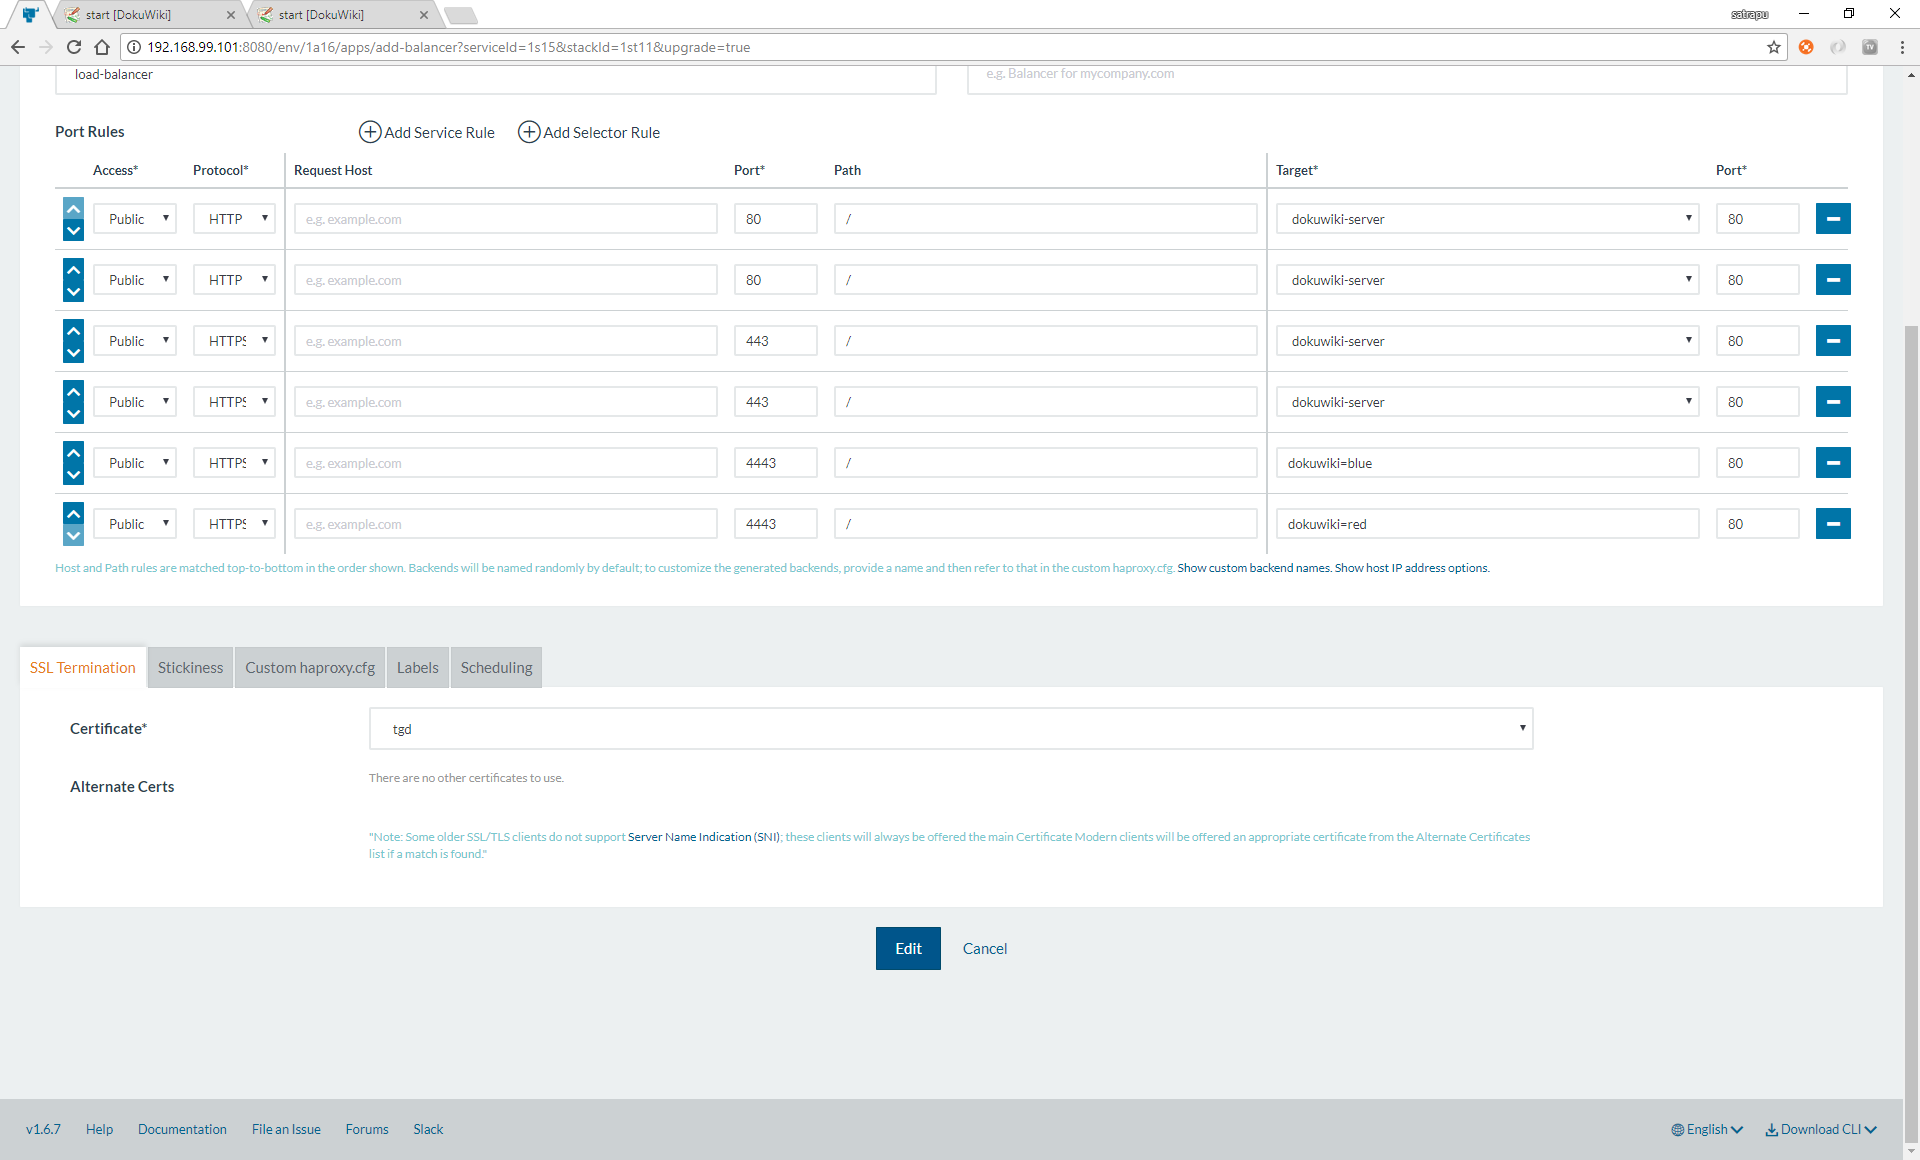 start [DokuWiki]
start [DokuWiki]
satrapu
192.168.99.101:8080/env/1a16/apps/add-balancer?serviceId=1s15&stackId=1st11&upgrade=true
load-balancer
e.g. Balancer for mycompany.com
Port Rules
Add Service Rule
Add Selector Rule
Access* Protocol* Request Host Port* Path Target* Port*
Public HTTP e.g. example.com 80 / dokuwiki-server 80
Public HTTP e.g. example.com 80 / dokuwiki-server 80
Public HTTPS e.g. example.com 443 / dokuwiki-server 80
Public HTTPS e.g. example.com 443 / dokuwiki-server 80
Public HTTPS e.g. example.com 4443 / dokuwiki=blue 80
Public HTTPS e.g. example.com 4443 / dokuwiki=red 80
Host and Path rules are matched top-to-bottom in the order shown. Backends will be named randomly by default; to customize the generated backends, provide a name and then refer to that in the custom haproxy.cfg. Show custom backend names. Show host IP address options.
SSL Termination
Stickiness
Custom haproxy.cfg
Labels
Scheduling
Certificate*
tgd
Alternate Certs
There are no other certificates to use.
"Note: Some older SSL/TLS clients do not support Server Name Indication (SNI); these clients will always be offered the main Certificate Modern clients will be offered an appropriate certificate from the Alternate Certificates
list if a match is found."
Edit
Cancel
v1.6.7
Help
Documentation
File an Issue
Forums
Slack
English
Download CLI